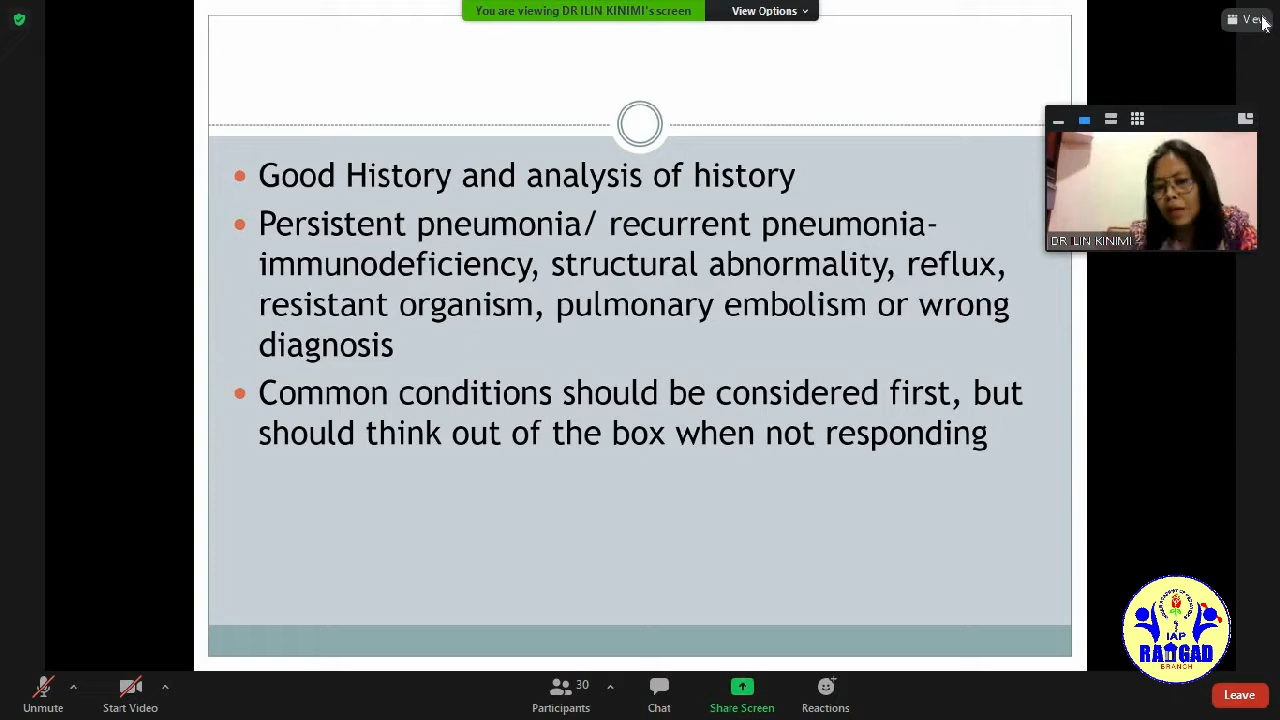 You are viewing DR ILIN KINIMI's screen
View Options
Good History and analysis of history
Persistent pneumonia/ recurrent pneumonia-
immunodeficiency, structural abnormality, reflux,
resistant organism, pulmonary embolism or wrong
diagnosis
Common conditions should be considered first, but
should think out of the box when not responding
DR ILIN KINIMI
IAP
RAIGAD
BRANCH
Unmute
Start Video
30
Participants
Chat
Share Screen
Reactions
Leave